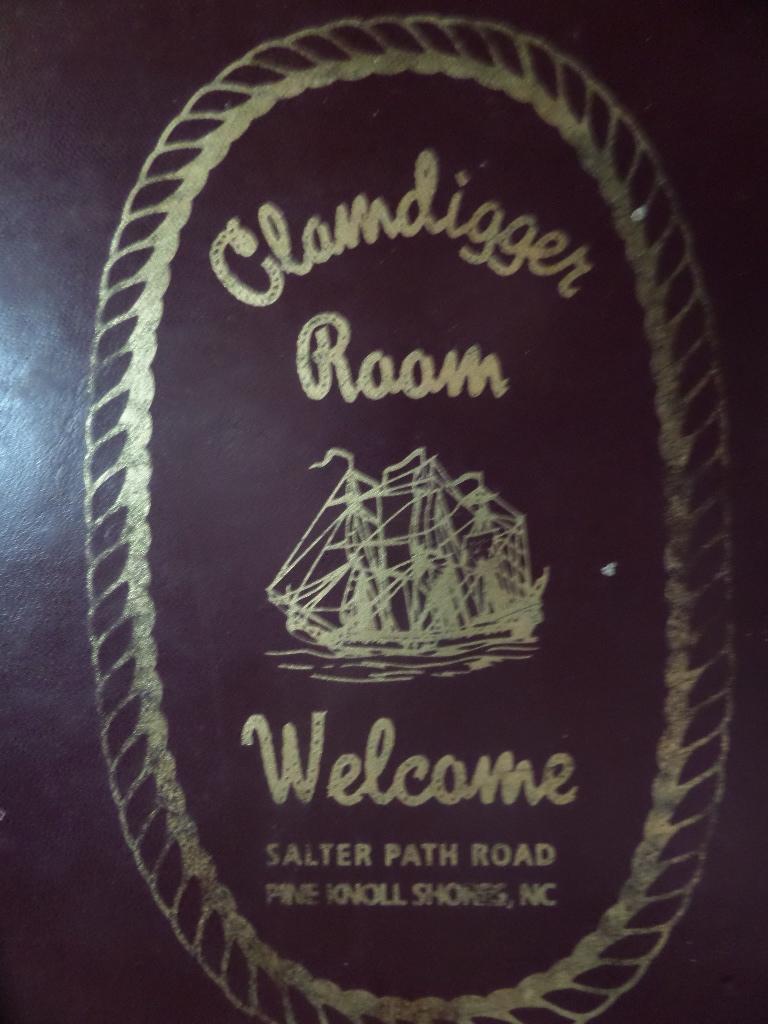 Clamdigger
Room
Welcome
SALTER PATH ROAD
PINE KNOLL SHORES, NC